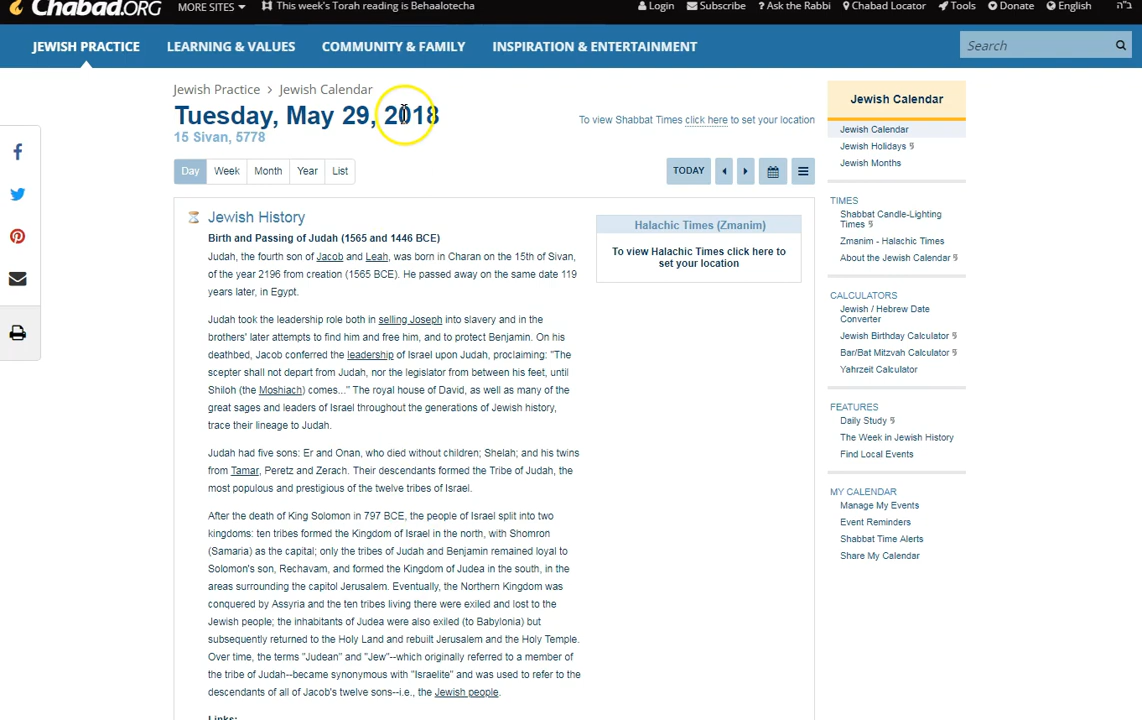 Chabad.ORG
MORE SITES
This week's Torah reading is Behaalotecha
Login
Subscribe
? Ask the Rabbi
Chabad Locator
Tools
Donate
English
ב"ה
JEWISH PRACTICE
LEARNING & VALUES
COMMUNITY & FAMILY
INSPIRATION & ENTERTAINMENT
Search
Jewish Practice > Jewish Calendar
Tuesday, May 29, 2018
15 Sivan, 5778
To view Shabbat Times click here to set your location
Day
Week
Month
Year
List
TODAY
Jewish History
Birth and Passing of Judah (1565 and 1446 BCE)
Judah, the fourth son of Jacob and Leah, was born in Charan on the 15th of Sivan,
of the year 2196 from creation (1565 BCE). He passed away on the same date 119
years later, in Egypt.
Judah took the leadership role both in selling Joseph into slavery and in the
brothers' later attempts to find him and free him, and to protect Benjamin. On his
deathbed, Jacob conferred the leadership of Israel upon Judah, proclaiming: "The
scepter shall not depart from Judah, nor the legislator from between his feet, until
Shiloh (the Moshiach) comes..." The royal house of David, as well as many of the
great sages and leaders of Israel throughout the generations of Jewish history,
trace their lineage to Judah.
Judah had five sons: Er and Onan, who died without children; Shelah; and his twins
from Tamar, Peretz and Zerach. Their descendants formed the Tribe of Judah, the
most populous and prestigious of the twelve tribes of Israel.
After the death of King Solomon in 797 BCE, the people of Israel split into two
kingdoms: ten tribes formed the Kingdom of Israel in the north, with Shomron
(Samaria) as the capital; only the tribes of Judah and Benjamin remained loyal to
Solomon's son, Rechavam, and formed the Kingdom of Judea in the south, in the
areas surrounding the capitol Jerusalem. Eventually, the Northern Kingdom was
conquered by Assyria and the ten tribes living there were exiled and lost to the
Jewish people; the inhabitants of Judea were also exiled (to Babylonia) but
subsequently returned to the Holy Land and rebuilt Jerusalem and the Holy Temple.
Over time, the terms "Judean" and "Jew"--which originally referred to a member of
the tribe of Judah--became synonymous with "Israelite" and was used to refer to the
descendants of all of Jacob's twelve sons--i.e., the Jewish people.
Links:
Halachic Times (Zmanim)
To view Halachic Times click here to
set your location
Jewish Calendar
Jewish Calendar
Jewish Holidays
Jewish Months
TIMES
Shabbat Candle-Lighting
Times
Zmanim - Halachic Times
About the Jewish Calendar
CALCULATORS
Jewish / Hebrew Date
Converter
Jewish Birthday Calculator
Bar/Bat Mitzvah Calculator
Yahrzeit Calculator
FEATURES
Daily Study
The Week in Jewish History
Find Local Events
MY CALENDAR
Manage My Events
Event Reminders
Shabbat Time Alerts
Share My Calendar